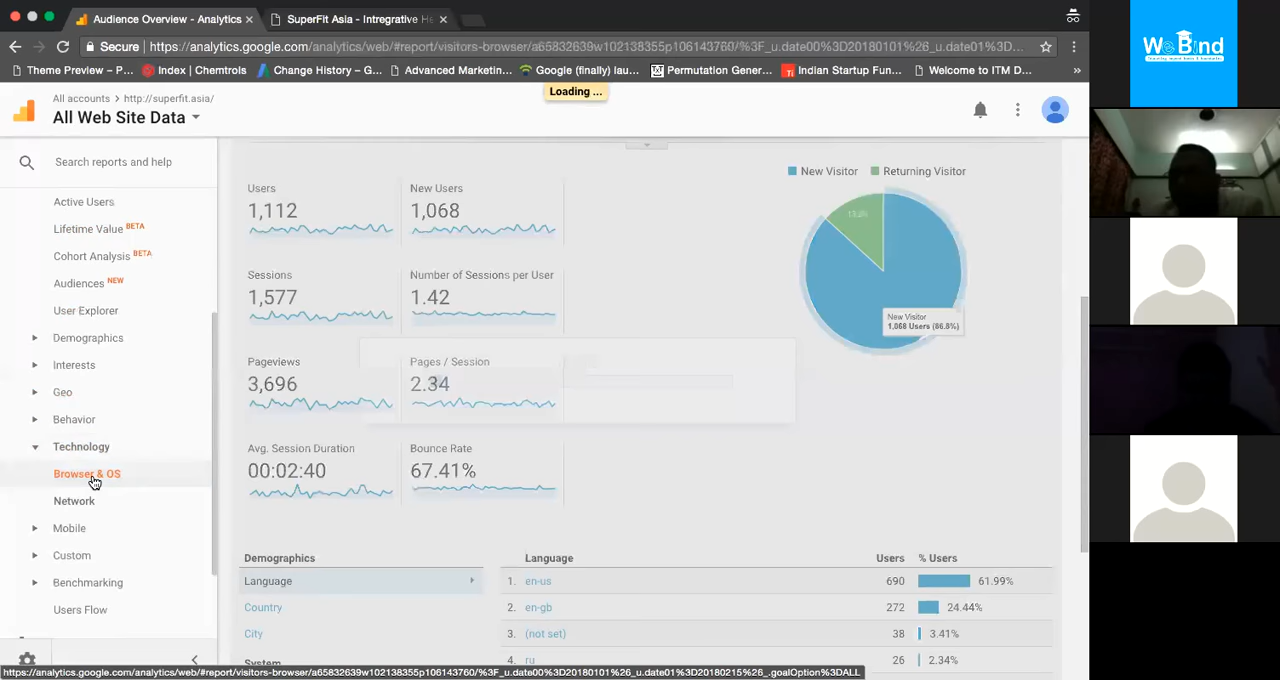 Audience Overview - Analytics
SuperFit Asia - Intregrative He
Secure
https://analytics.google.com/analytics/web/#report/visitors-browser/a65832639w102138355p106143760/%3F_u.date00%3D20180101%26_u.date01%3D...
Theme Preview – P...
Index | Chemtrols
Change History – G...
Advanced Marketin...
Google (finally) lau...
Permutation Gener...
Indian Startup Fun...
Welcome to ITM D...
»
Loading ...
All accounts > http://superfit.asia/
All Web Site Data
Search reports and help
Active Users
Lifetime Value BETA
Cohort Analysis BETA
Audiences NEW
User Explorer
Demographics
Interests
Geo
Behavior
Technology
Browser & OS
Network
Mobile
Custom
Benchmarking
Users Flow
Users
1,112
New Users
1,068
Sessions
1,577
Number of Sessions per User
1.42
Pageviews
3,696
Pages / Session
2.34
Avg. Session Duration
00:02:40
Bounce Rate
67.41%
New Visitor
Returning Visitor
New Visitor
1,068 Users (86.8%)
Demographics
Language
Country
City
System
Language Users % Users
1. en-us 690 61.99%
2. en-gb 272 24.44%
3. (not set) 38 3.41%
4. ru 26 2.34%
https://analytics.google.com/analytics/web/#report/visitors-browser/a65832639w102138355p106143760/%3F_u.date00%3D20180101%26_u.date01%3D20180215%26_.goalOption%3DALL
We Bind